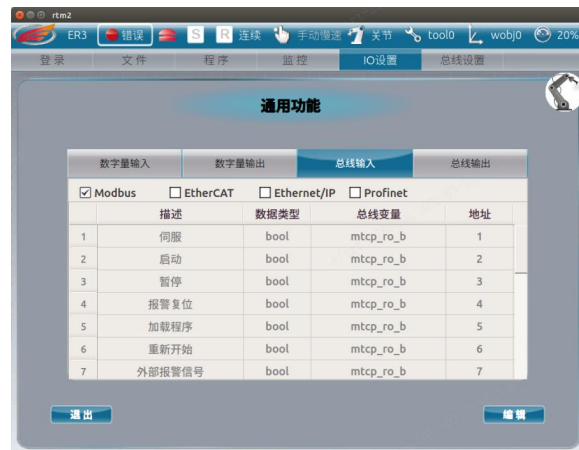 rtm2
ER3 错误 S R 连续 手动慢速 关节 tool0 wobj0 20%
登录 文件 程序 监控 IO设置 总线设置
通用功能
数字量输入 数字量输出 总线输入 总线输出
Modbus EtherCAT Ethernet/IP Profinet
描述 数据类型 总线变量 地址
1 伺服 bool mtcp_ro_b 1
2 启动 bool mtcp_ro_b 2
3 暂停 bool mtcp_ro_b 3
4 报警复位 bool mtcp_ro_b 4
5 加载程序 bool mtcp_ro_b 5
6 重新开始 bool mtcp_ro_b 6
7 外部报警信号 bool mtcp_ro_b 7
退出 编辑